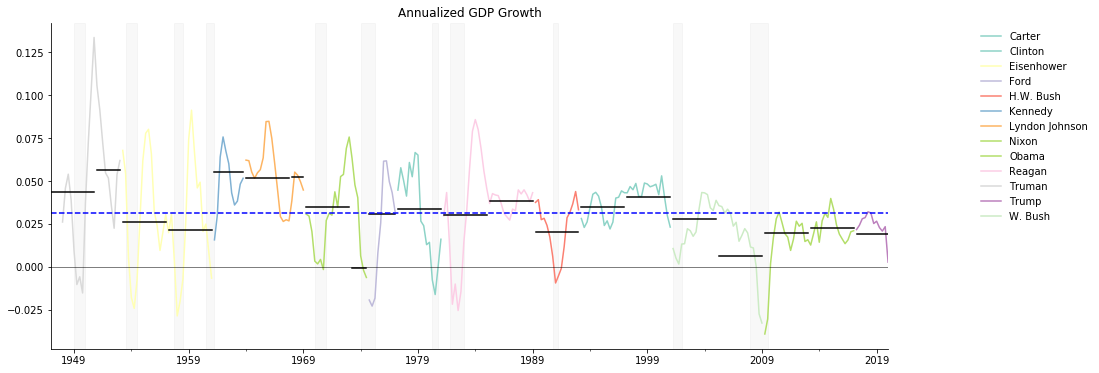 Annualized GDP Growth
0.125
0.100
0.075
0.050
0.025
0.000
−0.025
1949 1959 1969 1979 1989 1999 2009 2019
Carter
Clinton
Eisenhower
Ford
H.W. Bush
Kennedy
Lyndon Johnson
Nixon
Obama
Reagan
Truman
Trump
W. Bush